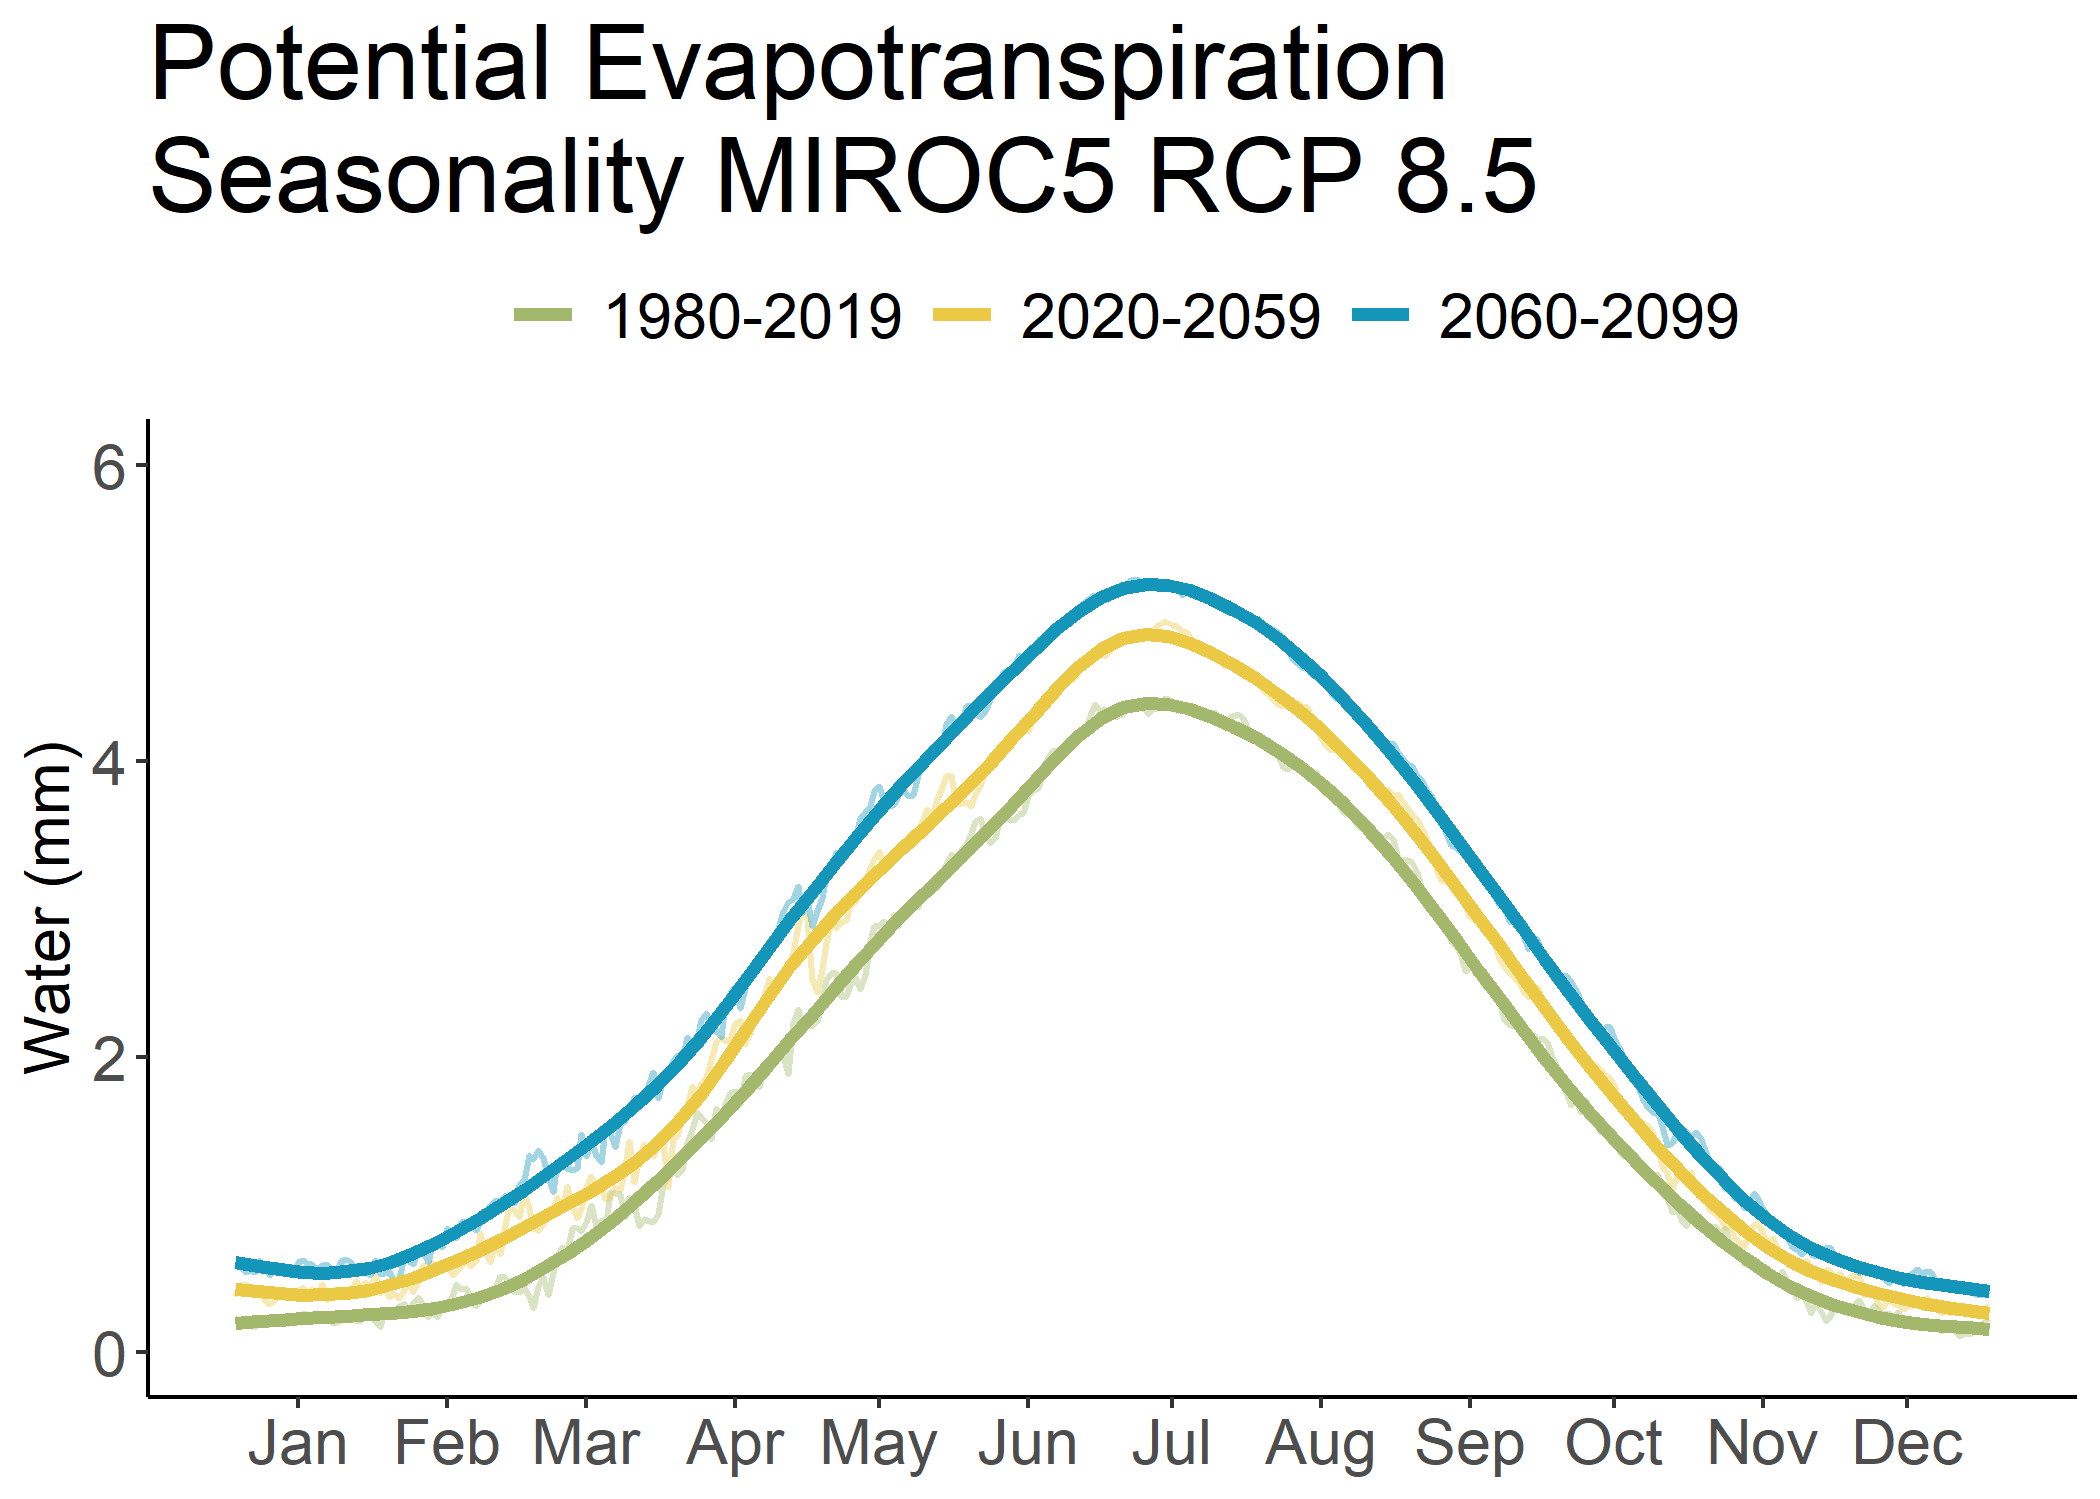 Potential Evapotranspiration
Seasonality MIROC5 RCP 8.5
1980-2019 2020-2059 2060-2099
Water (mm)
6
4
2
0
Jan Feb Mar Apr May Jun Jul Aug Sep Oct Nov Dec